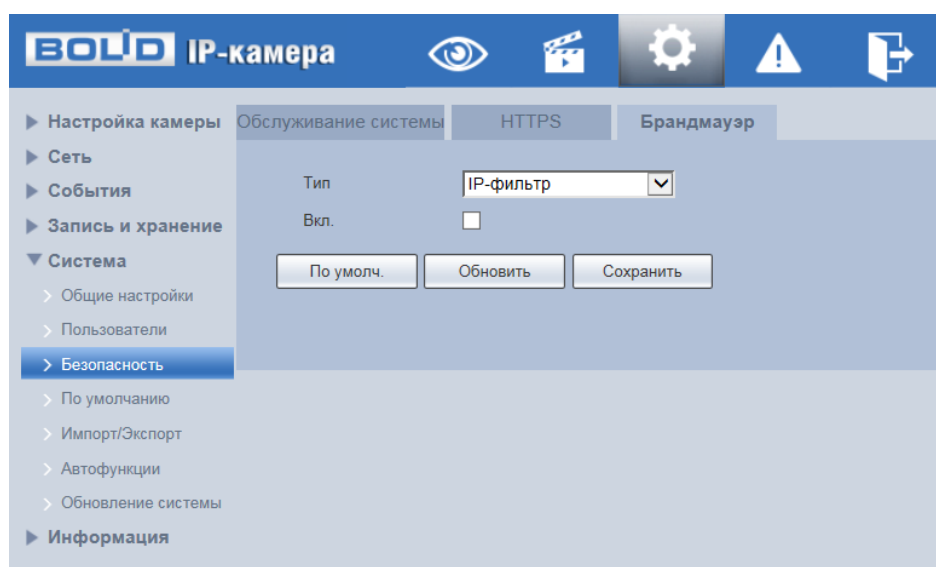 BOLID IP-камера
Настройка камеры
Сеть
События
Запись и хранение
Система
Общие настройки
Пользователи
Безопасность
По умолчанию
Импорт/Экспорт
Автофункции
Обновление системы
Информация
Обслуживание системы HTTPS Брандмауэр
Тип IP-фильтр
Вкл.
По умолч. Обновить Сохранить